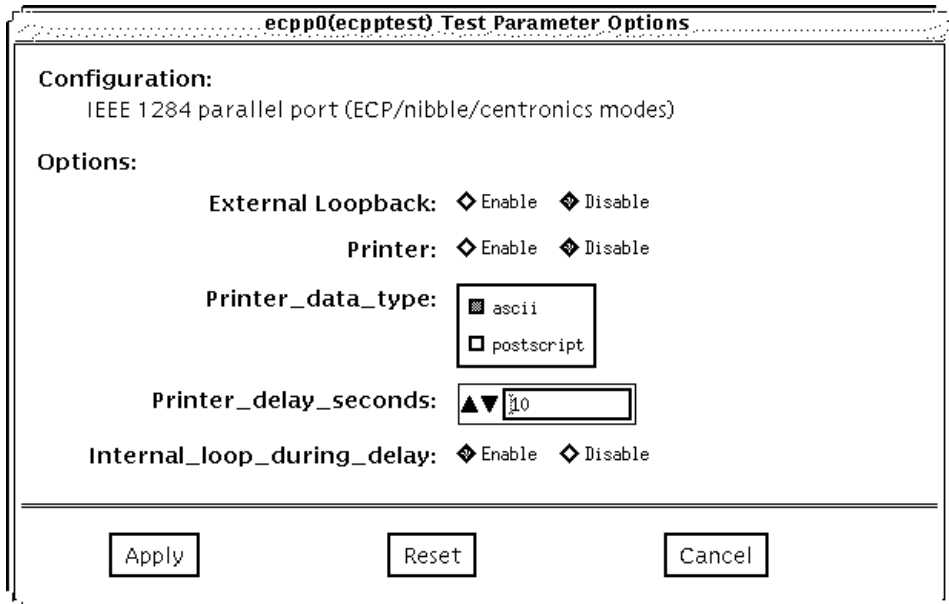 ecpp0(ecpptest) Test Parameter Options
Configuration:
IEEE 1284 parallel port (ECP/nibble/centronics modes)
Options:
External Loopback: Enable Disable
Printer: Enable Disable
Printer_data_type: ascii
postscript
Printer_delay_seconds: 10
Internal_loop_during_delay: Enable Disable
Apply Reset Cancel